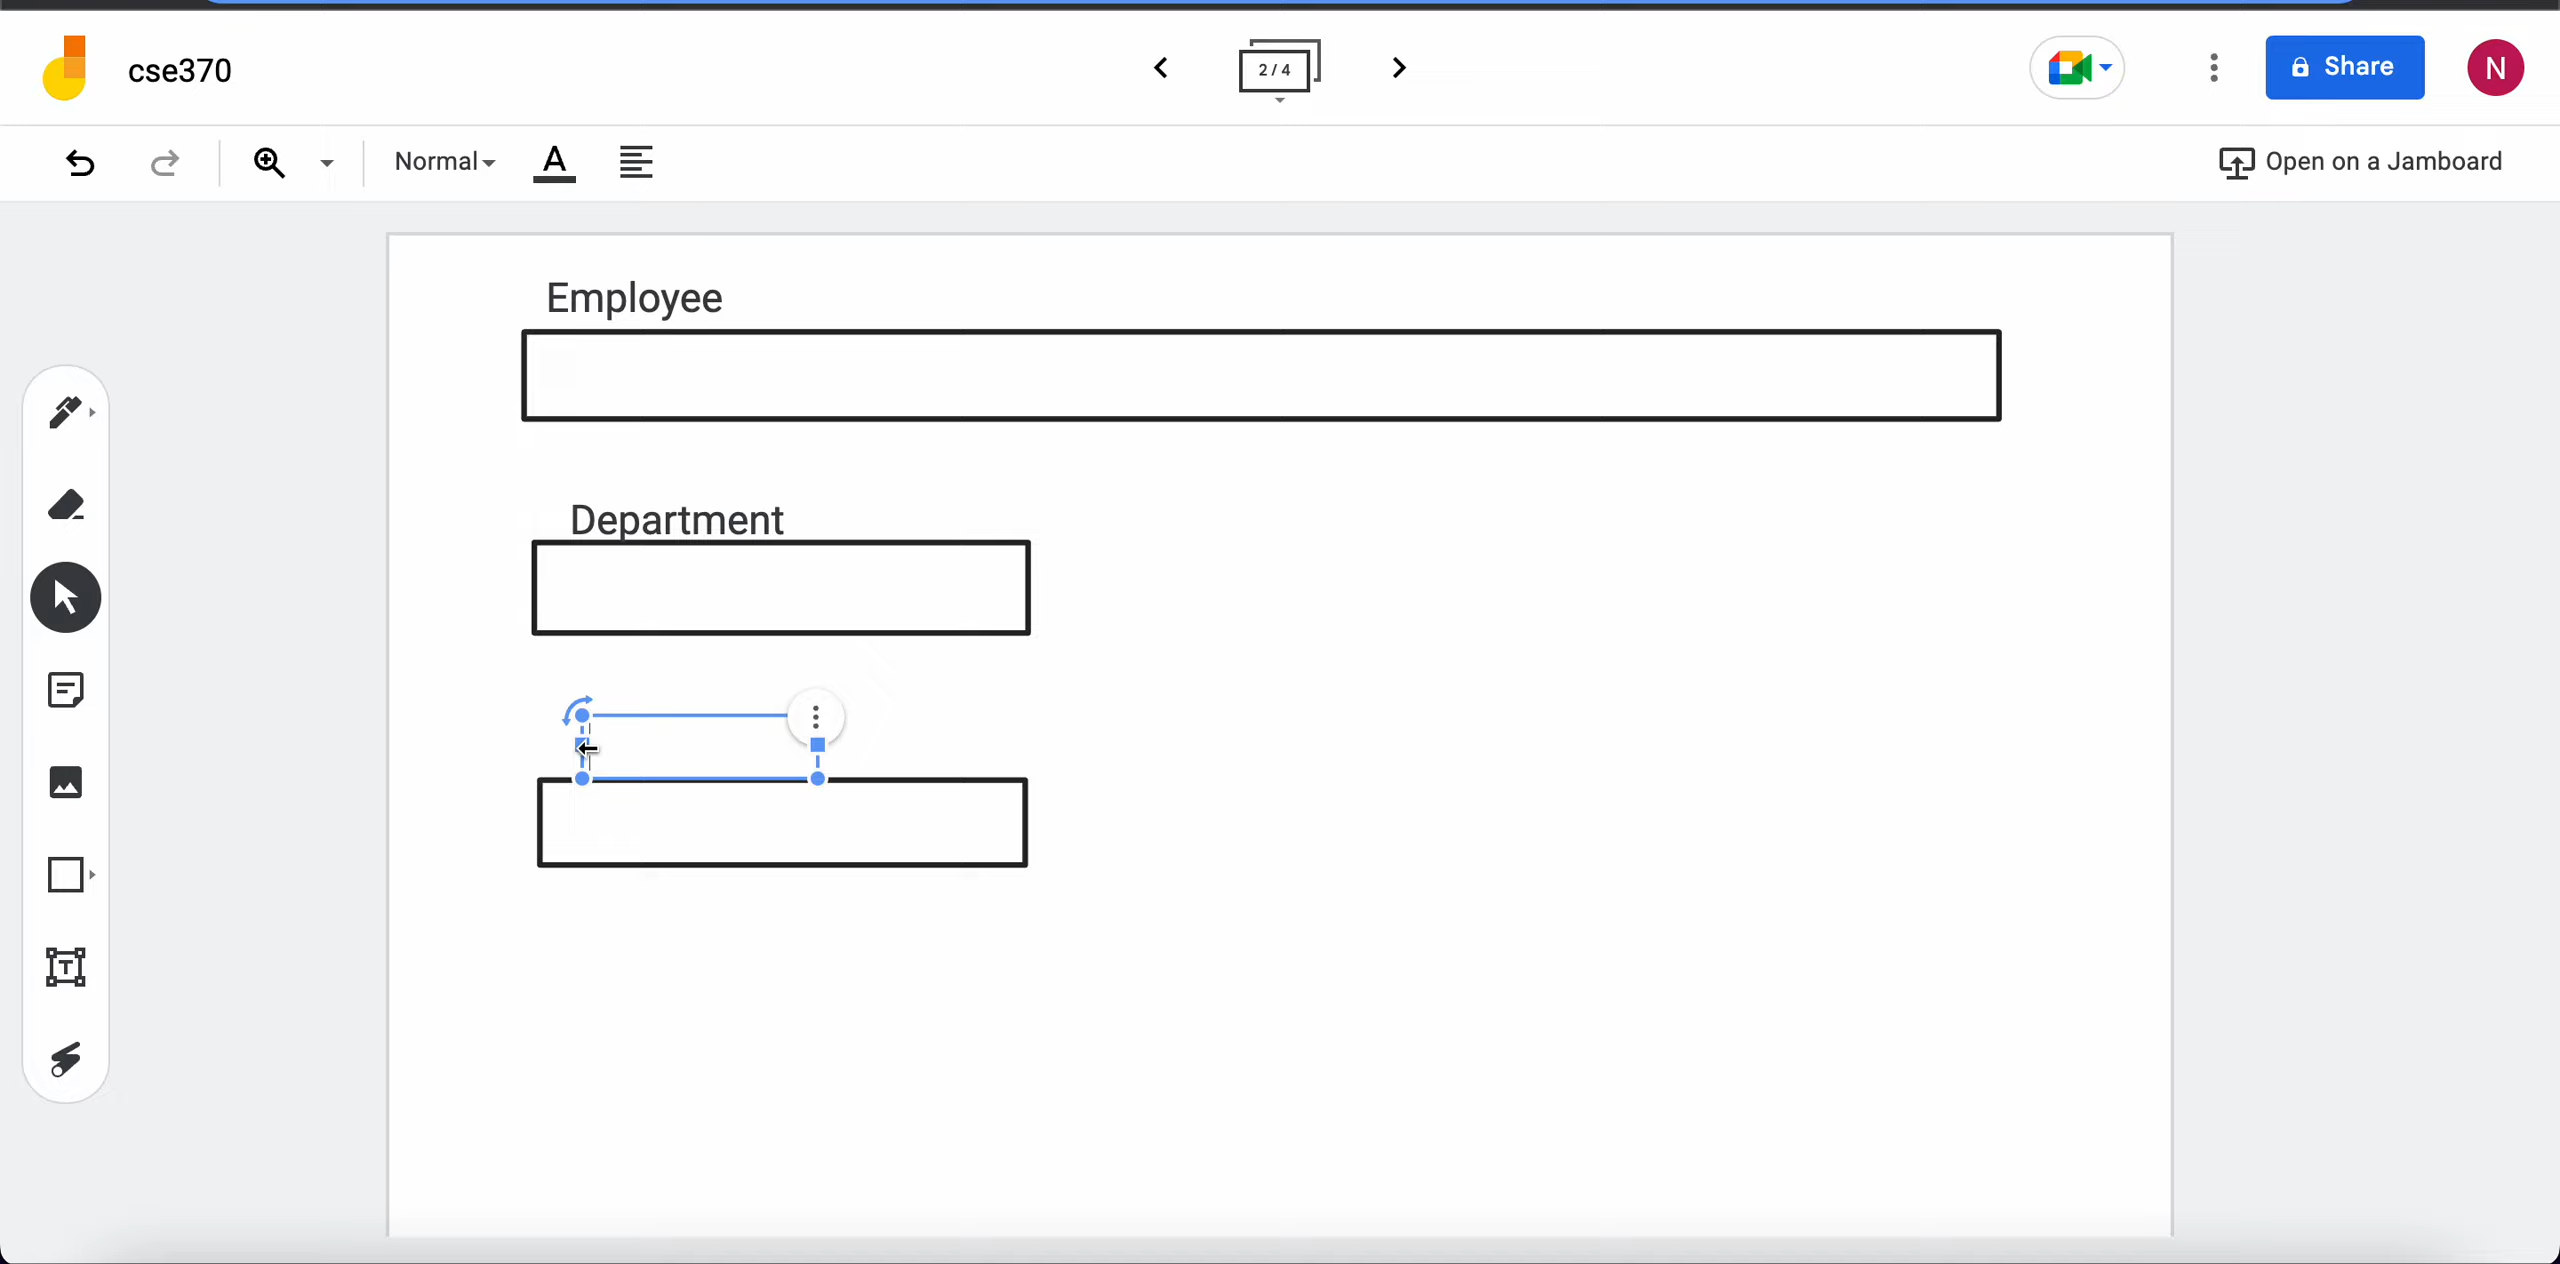 cse370
2 / 4
Share
N
Normal
A
Open on a Jamboard
Employee
Department